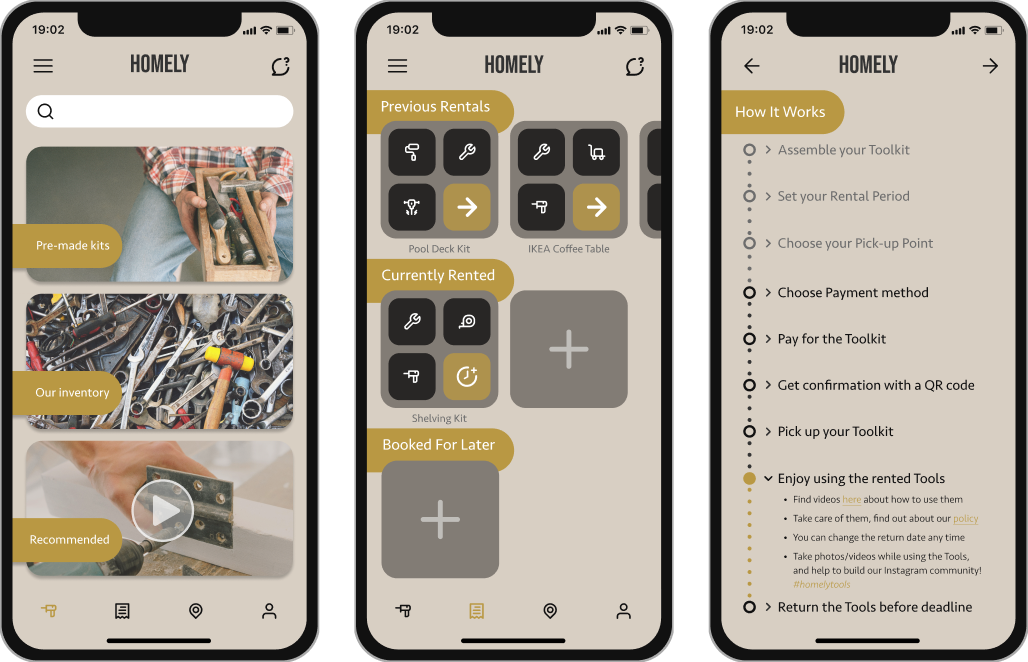 19:02
HOMELY
Pre-made kits
Our inventory
Recommended
19:02
HOMELY
Previous Rentals
Pool Deck Kit
IKEA Coffee Table
Currently Rented
Shelving Kit
Booked For Later
19:02
HOMELY
How It Works
Assemble your Toolkit
Set your Rental Period
Choose your Pick-up Point
Choose Payment method
Pay for the Toolkit
Get confirmation with a QR code
Pick up your Toolkit
Enjoy using the rented Tools
• Find videos here about how to use them
• Take care of them, find out about our policy
• You can change the return date any time
• Take photos/videos while using the Tools,
and help to build our Instagram community!
#homelytools
Return the Tools before deadline